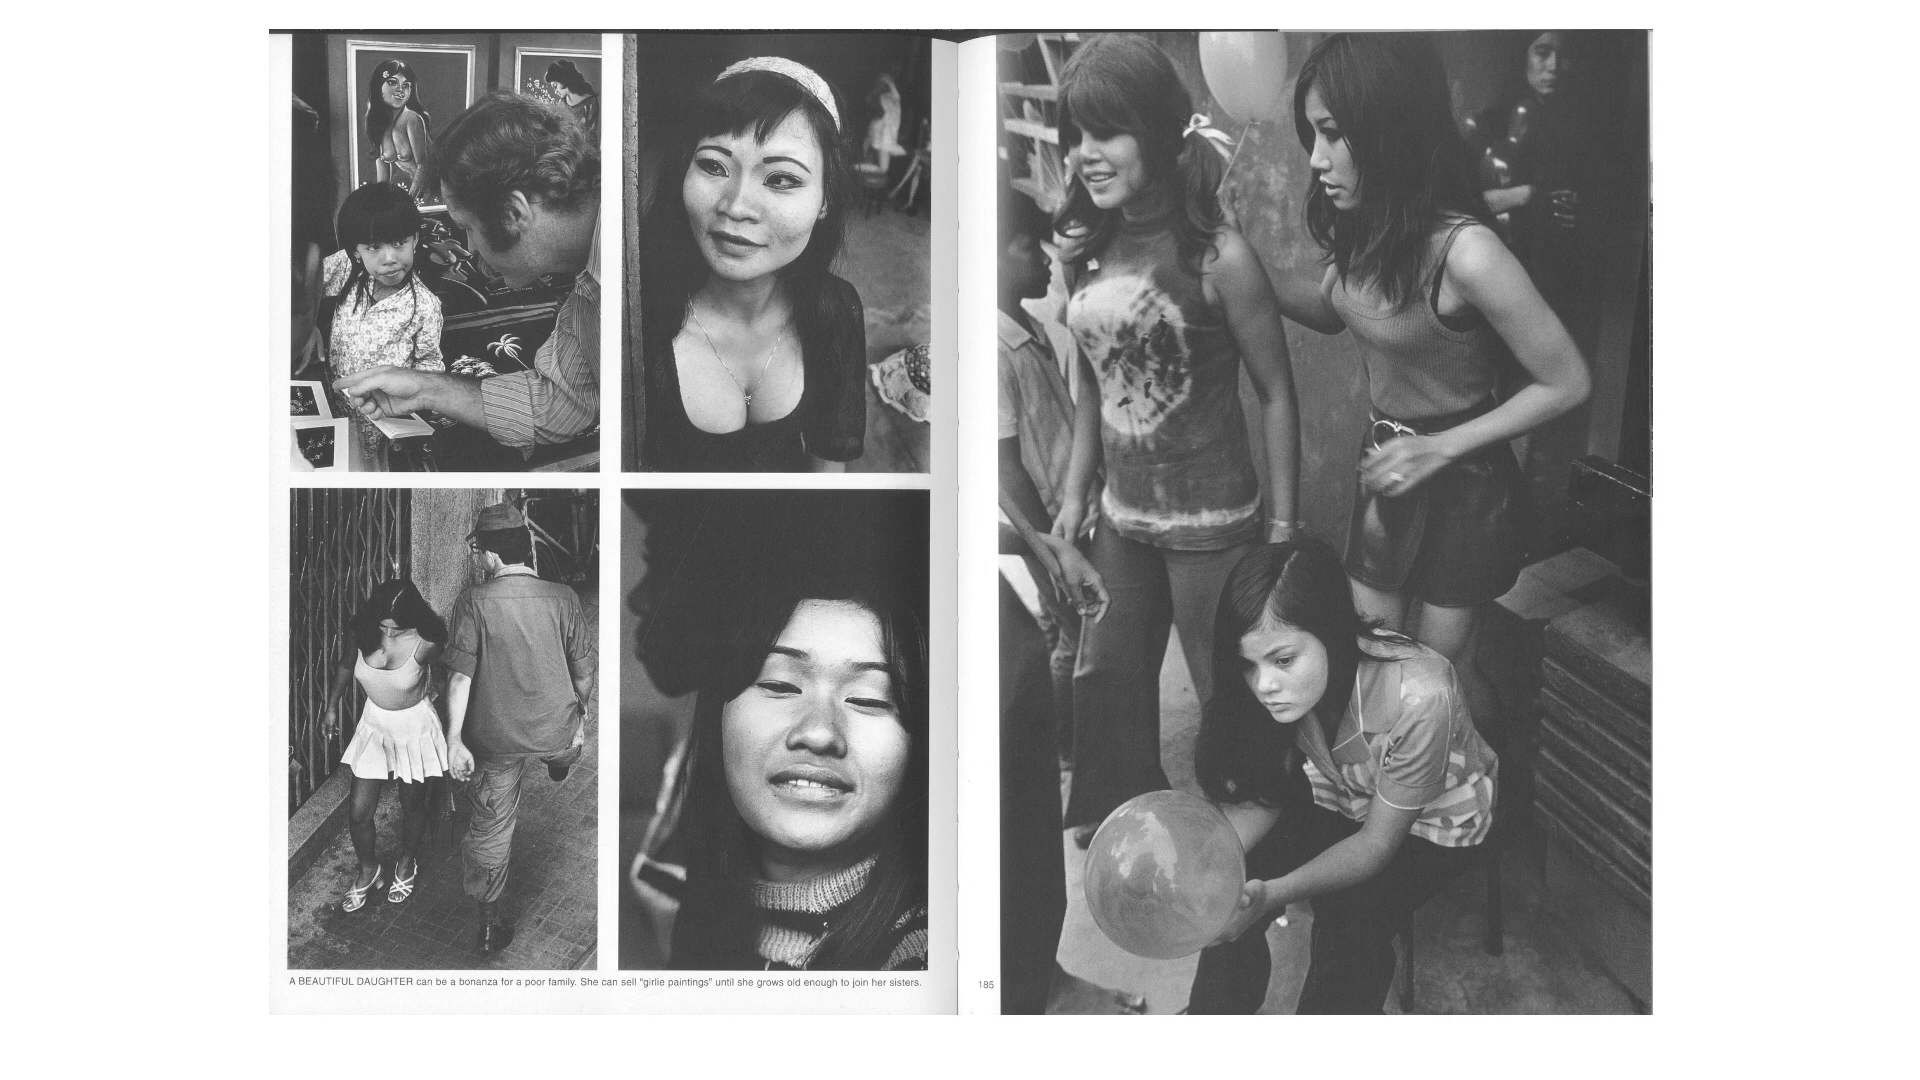 A BEAUTIFUL DAUGHTER can be a bonanza for a poor family. She can sell "girlie paintings" until she grows old enough to join her sisters.
185